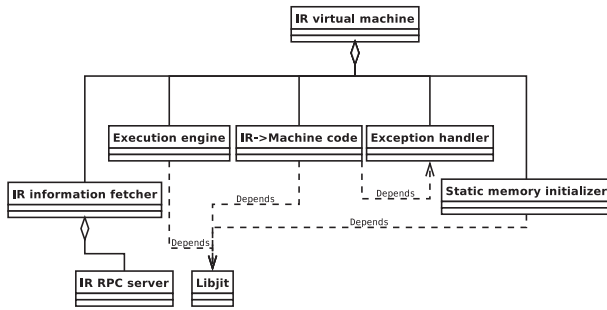 IR virtual machine
Execution engine
IR->Machine code
Exception handler
IR information fetcher
Depends
Static memory initializer
Depends
Depends
Depends
IR RPC server
Libjit